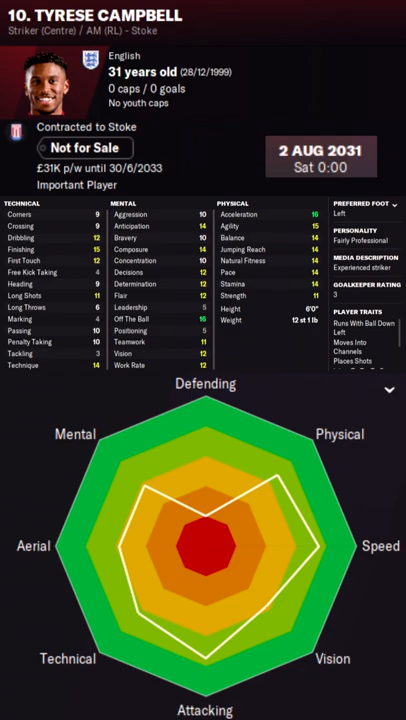 10. TYRESE CAMPBELL
Striker (Centre) / AM (RL) - Stoke
English
31 years old (28/12/1999)
0 caps / 0 goals
No youth caps
Contracted to Stoke
Not for Sale
£31K p/w until 30/6/2033
Important Player
2 AUG 2031
Sat 0:00
TECHNICAL
Corners 9
Crossing 9
Dribbling 12
Finishing 15
First Touch 12
Free Kick Taking 4
Heading 9
Long Shots 11
Long Throws 6
Marking 4
Passing 10
Penalty Taking 10
Tackling 3
Technique 14
MENTAL
Aggression 10
Anticipation 14
Bravery 10
Composure 14
Concentration 10
Decisions 12
Determination 12
Flair 12
Leadership 5
Off The Ball 16
Positioning 5
Teamwork 11
Vision 12
Work Rate 12
PHYSICAL
Acceleration 16
Agility 15
Balance 14
Jumping Reach 14
Natural Fitness 14
Pace 14
Stamina 14
Strength 11
Height 6'0"
Weight 12 st 1 lb
PREFERRED FOOT
Left
PERSONALITY
Fairly Professional
MEDIA DESCRIPTION
Experienced striker
GOALKEEPER RATING
3
PLAYER TRAITS
Runs With Ball Down
Left
Moves Into
Channels
Places Shots
Defending
Mental
Physical
Aerial
Speed
Technical
Vision
Attacking